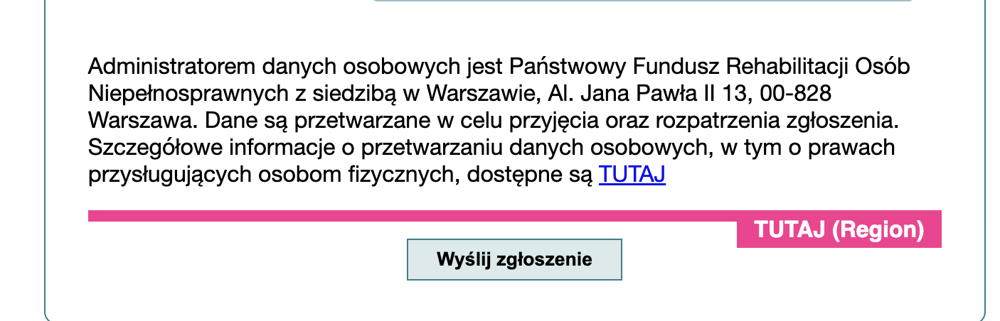 Administratorem danych osobowych jest Państwowy Fundusz Rehabilitacji Osób
Niepełnosprawnych z siedzibą w Warszawie, Al. Jana Pawła II 13, 00-828
Warszawa. Dane są przetwarzane w celu przyjęcia oraz rozpatrzenia zgłoszenia.
Szczegółowe informacje o przetwarzaniu danych osobowych, w tym o prawach
przysługujących osobom fizycznych, dostępne są TUTAJ
TUTAJ (Region)
Wyślij zgłoszenie